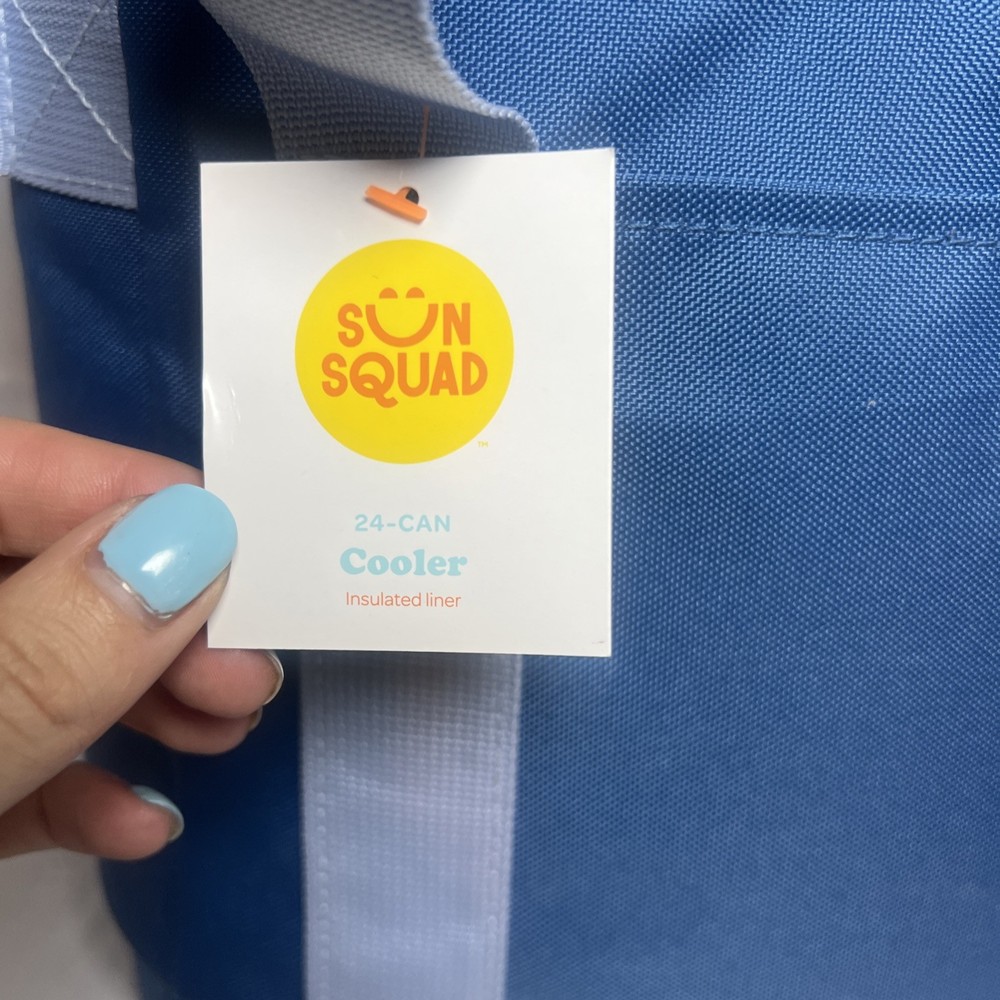 SUN
SQUAD
™
24-CAN
Cooler
Insulated liner